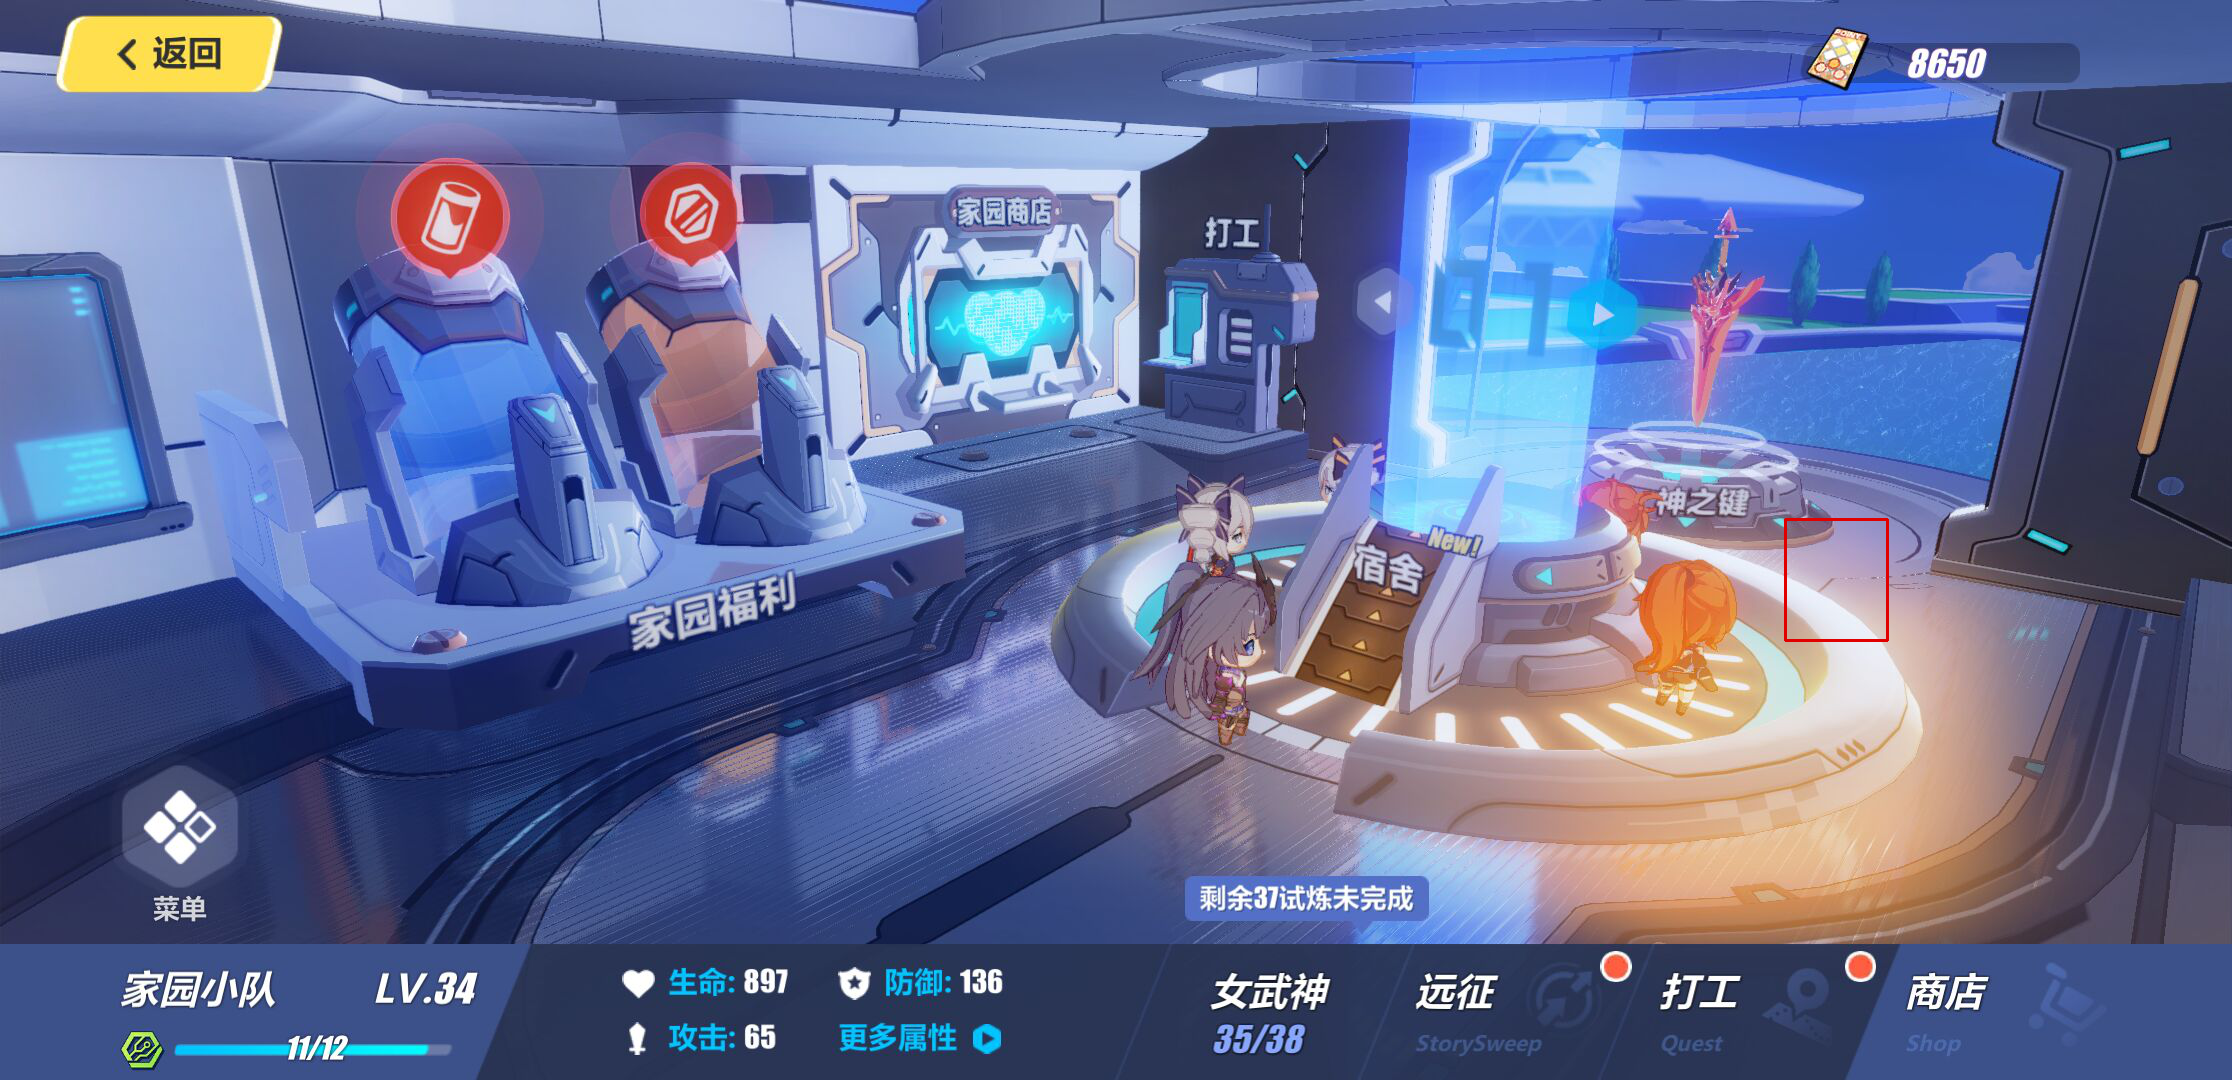 返回
8650
家园商店
打工
神之键
New!
宿舍
家园福利
菜单
剩余37试炼未完成
家园小队 LV.34
11/12
生命: 897
防御: 136
攻击: 65
更多属性
女武神
35/38
远征
StorySweep
打工
Quest
商店
Shop